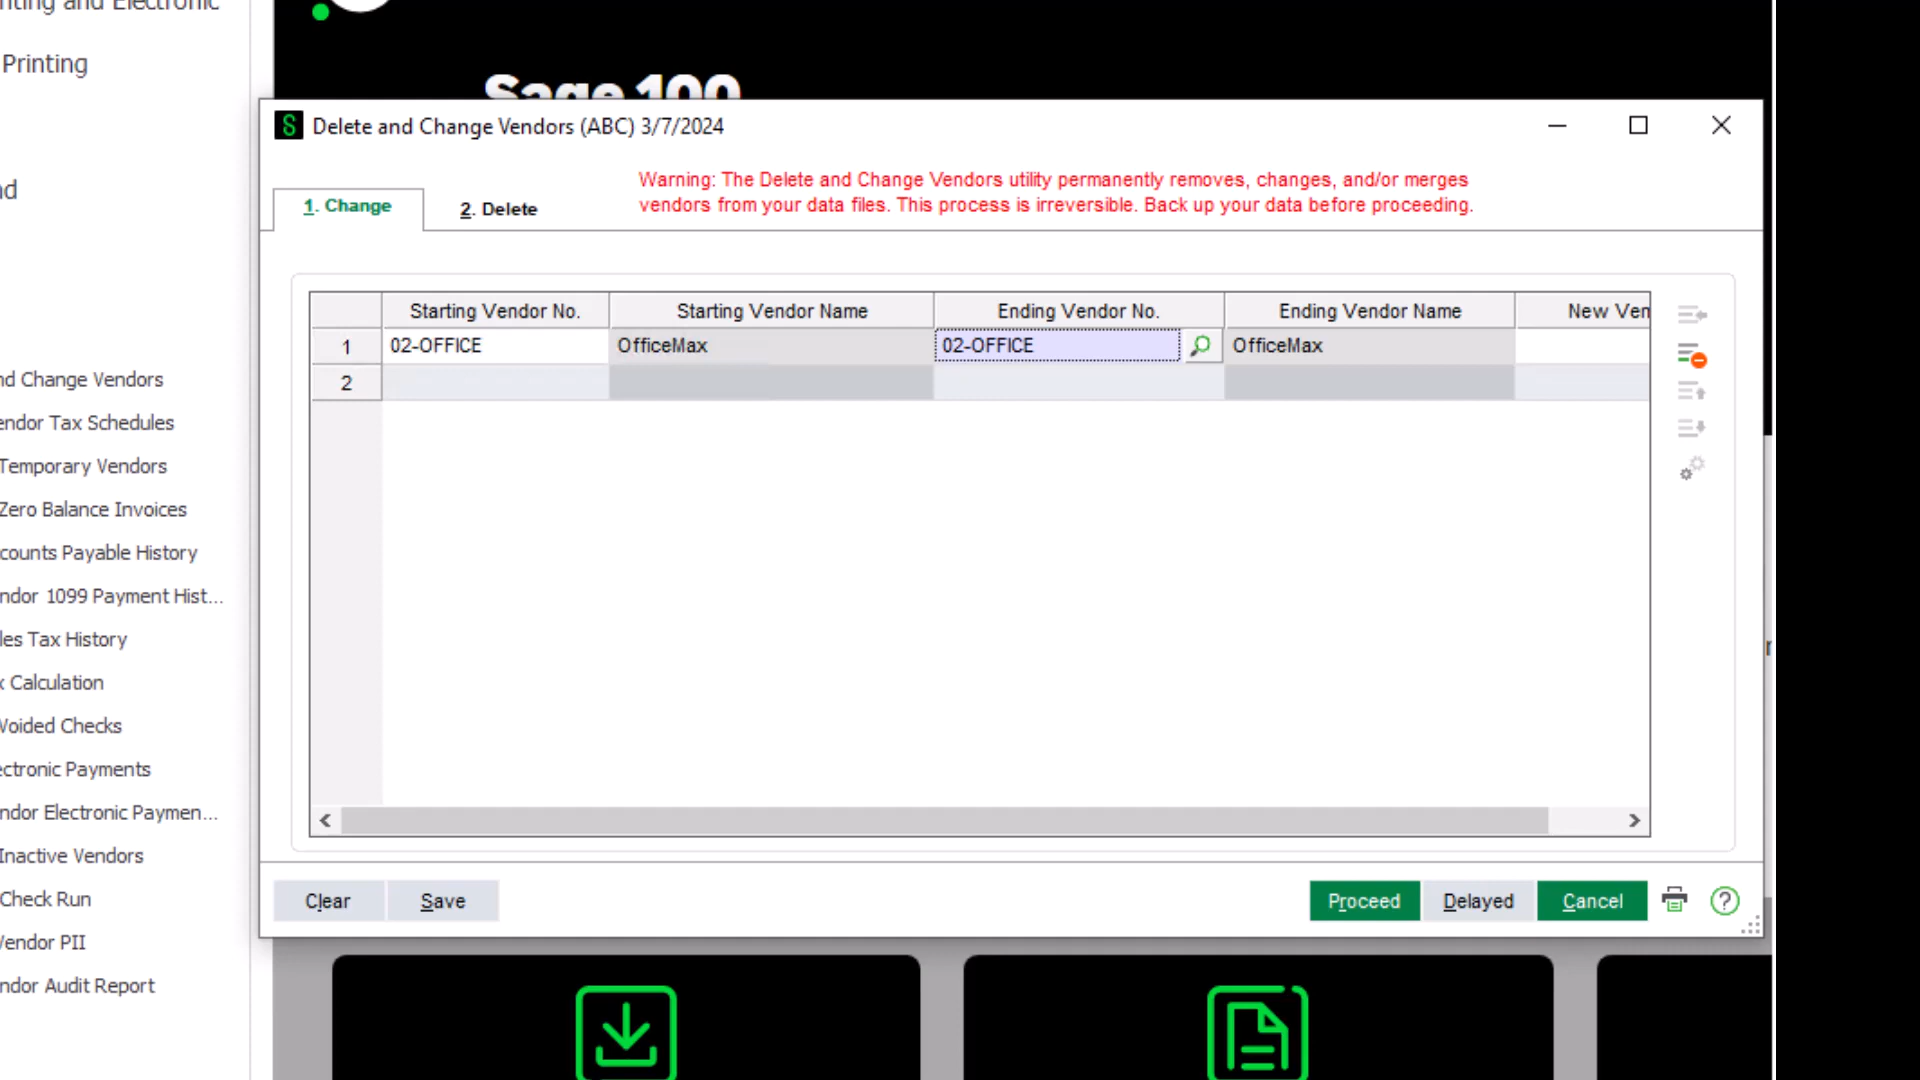 Printing
Sage 100
Delete and Change Vendors (ABC) 3/7/2024
1. Change
2. Delete
Warning: The Delete and Change Vendors utility permanently removes, changes, and/or merges
vendors from your data files. This process is irreversible. Back up your data before proceeding.
Starting Vendor No. Starting Vendor Name Ending Vendor No. Ending Vendor Name New Ven
1 02-OFFICE OfficeMax 02-OFFICE OfficeMax
2
nd Change Vendors
endor Tax Schedules
Temporary Vendors
Zero Balance Invoices
counts Payable History
ndor 1099 Payment Hist...
les Tax History
x Calculation
Voided Checks
ectronic Payments
ndor Electronic Paymen...
Inactive Vendors
Check Run
Vendor PII
ndor Audit Report
Clear
Save
Proceed
Delayed
Cancel